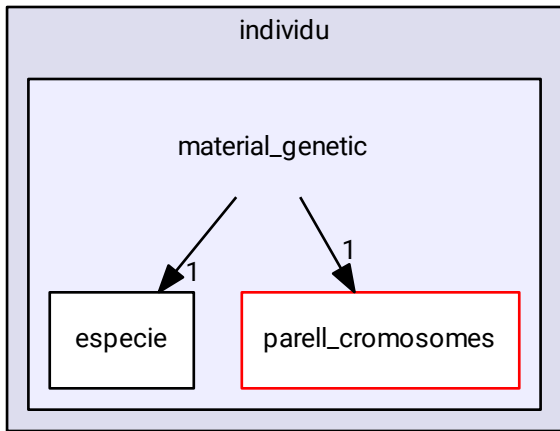 individu
material_genetic
1
1
especie
parell_cromosomes